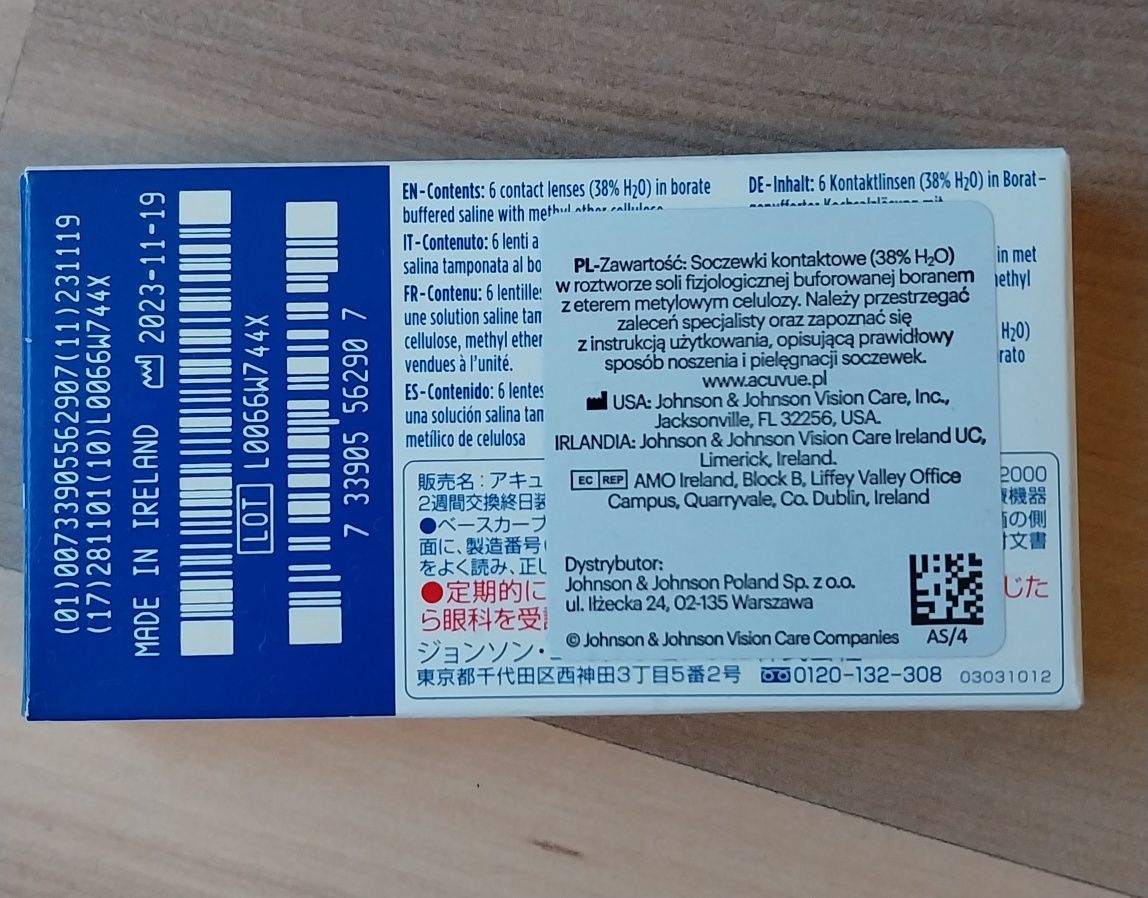 (01)00733905562907(11)231119
(17)281101(10)L0066W744X
MADE IN IRELAND 2023-11-19
LOT L0066W744X
7 33905 56290 7
EN-Contents: 6 contact lenses (38% H₂O) in borate
buffered saline with methyl ether cellulose
IT-Contenuto: 6 lenti a
salina tamponata al bo
FR-Contenu: 6 lentilles
une solution saline tam
cellulose, methyl ether
vendues à l'unité.
ES-Contenido: 6 lentes
una solución salina tam
metílico de celulosa
DE-Inhalt: 6 Kontaktlinsen (38% H₂O) in Borat-
gepufferter Kochsalzlösung mit
in met
methyl
H₂O)
rato
PL-Zawartość: Soczewki kontaktowe (38% H₂O)
w roztworze soli fizjologicznej buforowanej boranem
z eterem metylowym celulozy. Należy przestrzegać
zaleceń specjalisty oraz zapoznać się
z instrukcją użytkowania, opisującą prawidłowy
sposób noszenia i pielęgnacji soczewek.
www.acuvue.pl
USA: Johnson & Johnson Vision Care, Inc.,
Jacksonville, FL 32256, USA.
IRLANDIA: Johnson & Johnson Vision Care Ireland UC,
Limerick, Ireland.
EC REP AMO Ireland, Block B, Liffey Valley Office
Campus, Quarryvale, Co. Dublin, Ireland
Dystrybutor:
Johnson & Johnson Poland Sp. z o.o.
ul. Iłżecka 24, 02-135 Warszawa
© Johnson & Johnson Vision Care Companies AS/4
販売名：アキュ
2000
2週間交換終日装
機器
●ベースカーブ
の側
面に、製造番号
文書
をよく読み、正し
●定期的に
じた
ら眼科を受
ジョンソン・
東京都千代田区西神田3丁目5番2号 0120-132-308 03031012